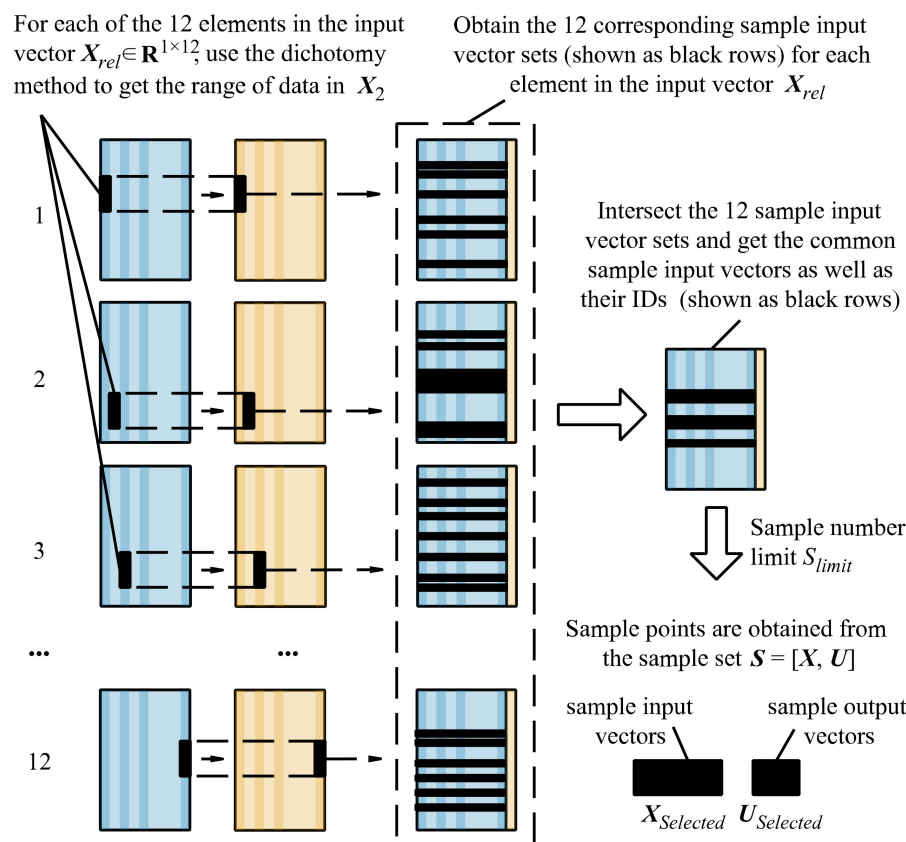 For each of the 12 elements in the input
vector X_rel ∈ R^{1×12}, use the dichotomy
method to get the range of data in X_2
Obtain the 12 corresponding sample input
vector sets (shown as black rows) for each
element in the input vector X_rel
1
2
3
...
...
12
Intersect the 12 sample input
vector sets and get the common
sample input vectors as well as
their IDs (shown as black rows)
Sample number
limit S_limit
Sample points are obtained from
the sample set S = [X, U]
sample input
vectors
sample output
vectors
X_Selected
U_Selected